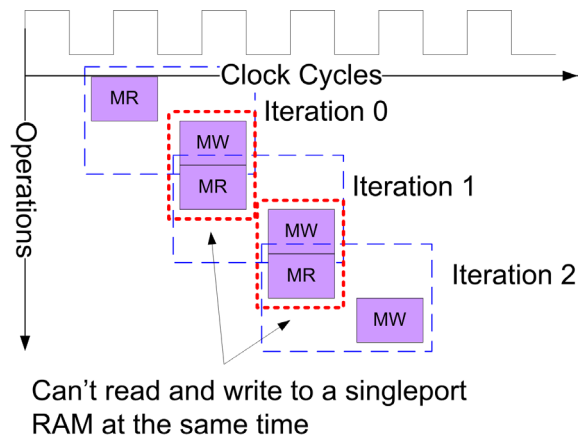 Clock Cycles
Operations
MR
Iteration 0
MW
MR
Iteration 1
MW
MR
Iteration 2
MW
Can't read and write to a singleport
RAM at the same time